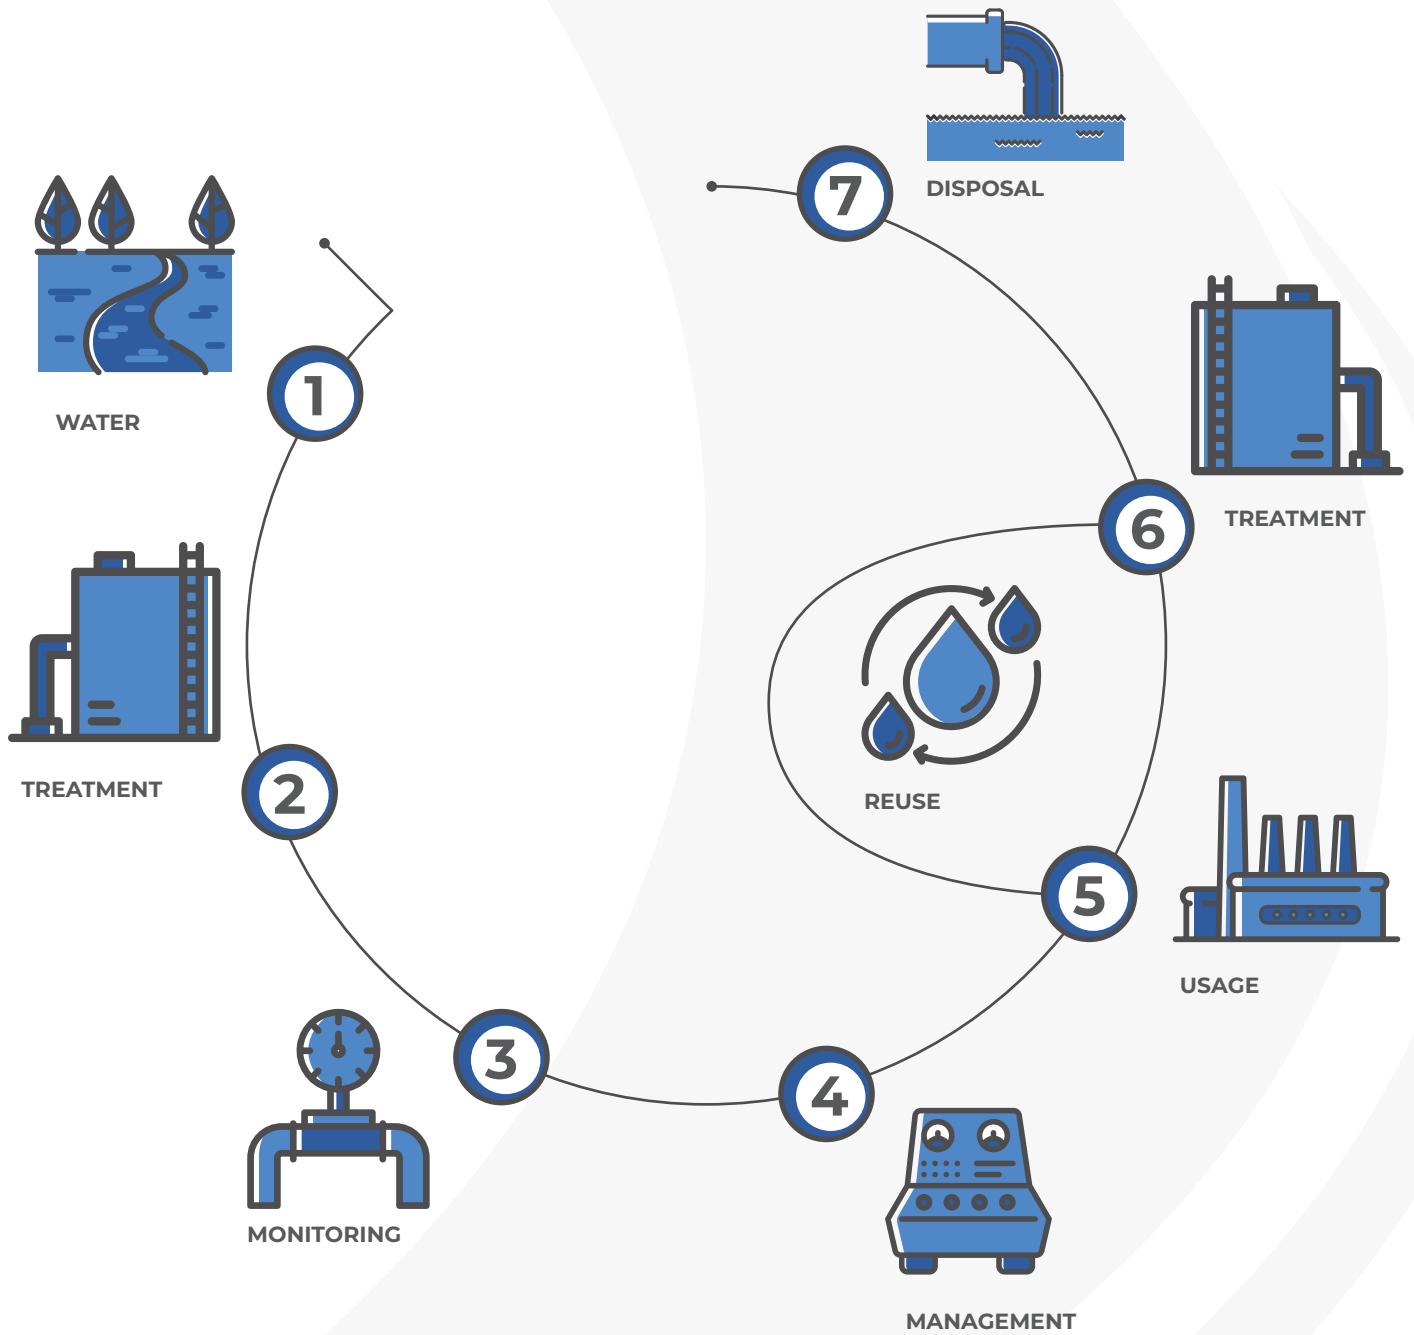 1
WATER
2
TREATMENT
3
MONITORING
4
MANAGEMENT
5
USAGE
REUSE
6
TREATMENT
7
DISPOSAL